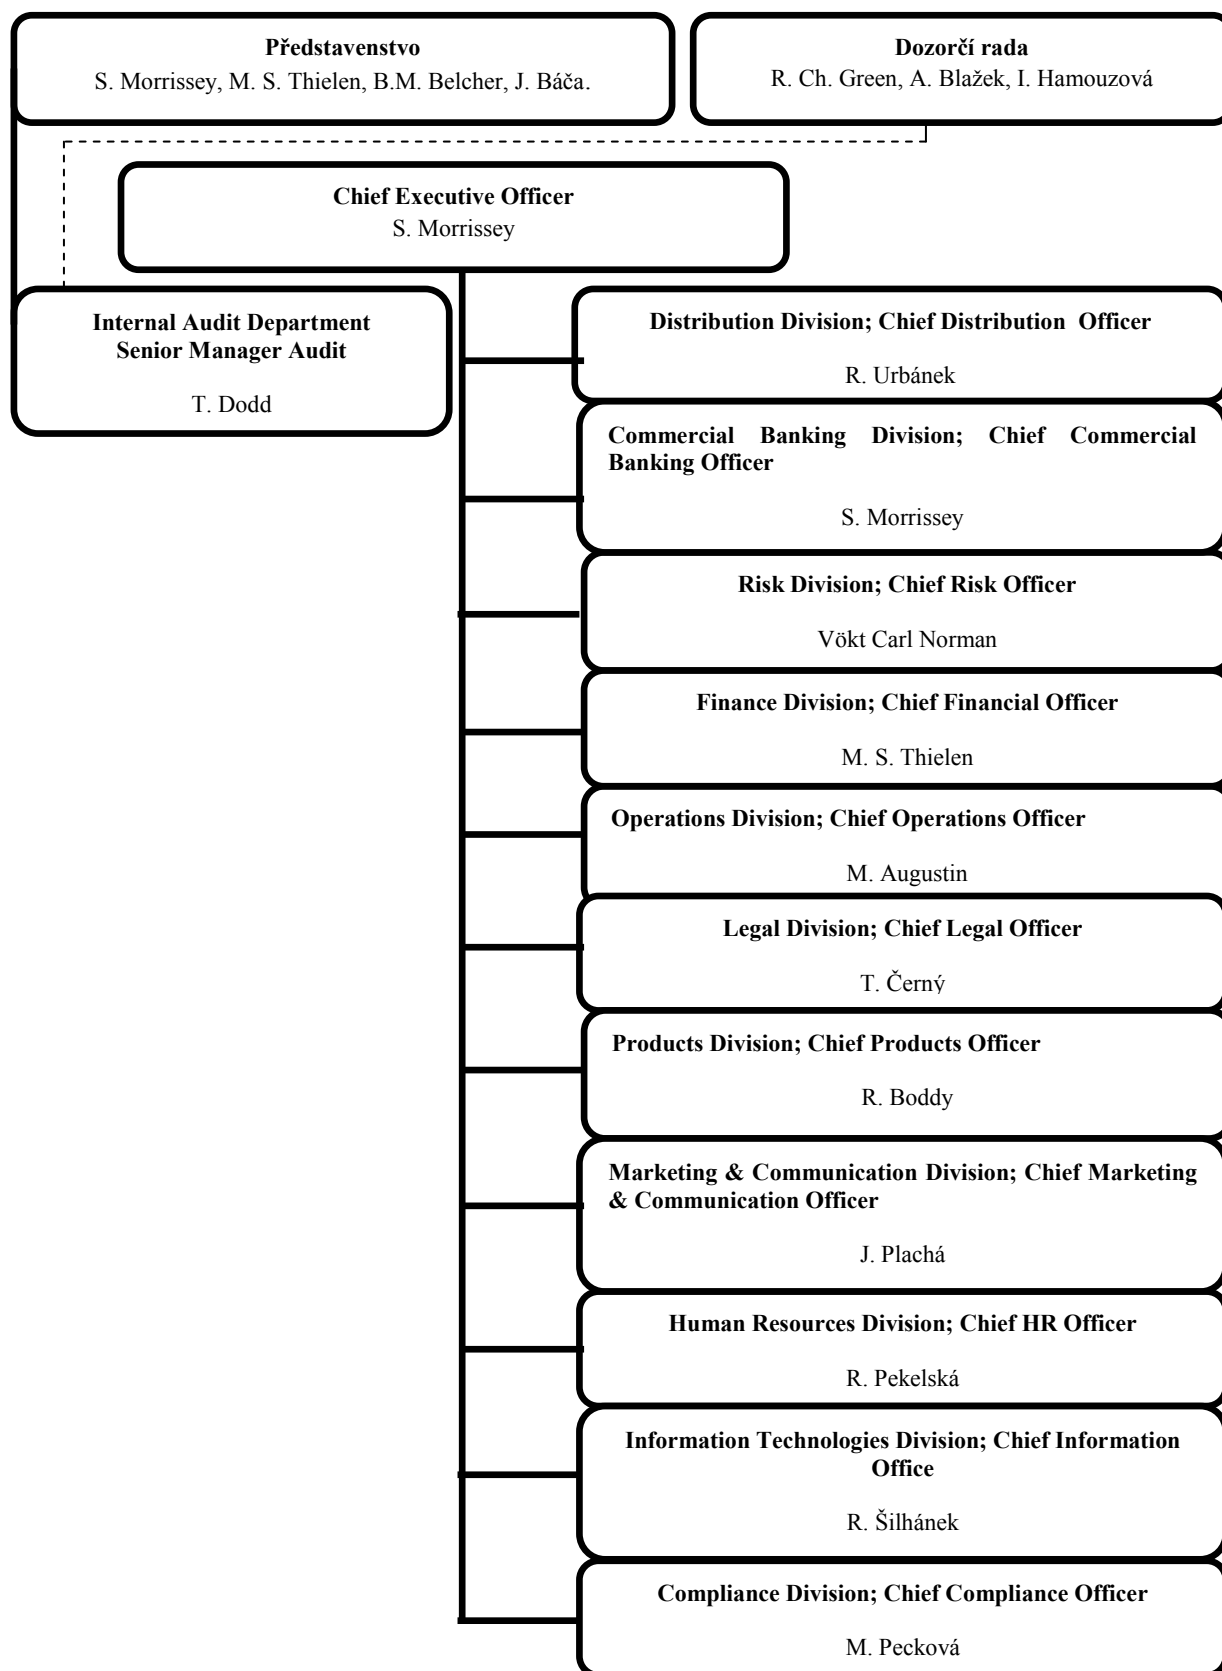 Představenstvo
S. Morrissey, M. S. Thielen, B.M. Belcher, J. Báča.
Dozorčí rada
R. Ch. Green, A. Blažek, I. Hamouzová
Chief Executive Officer
S. Morrissey
Internal Audit Department
Senior Manager Audit
T. Dodd
Distribution Division; Chief Distribution Officer
R. Urbánek
Commercial Banking Division; Chief Commercial
Banking Officer
S. Morrissey
Risk Division; Chief Risk Officer
Vökt Carl Norman
Finance Division; Chief Financial Officer
M. S. Thielen
Operations Division; Chief Operations Officer
M. Augustin
Legal Division; Chief Legal Officer
T. Černý
Products Division; Chief Products Officer
R. Boddy
Marketing & Communication Division; Chief Marketing
& Communication Officer
J. Plachá
Human Resources Division; Chief HR Officer
R. Pekelská
Information Technologies Division; Chief Information
Office
R. Šilhánek
Compliance Division; Chief Compliance Officer
M. Pecková